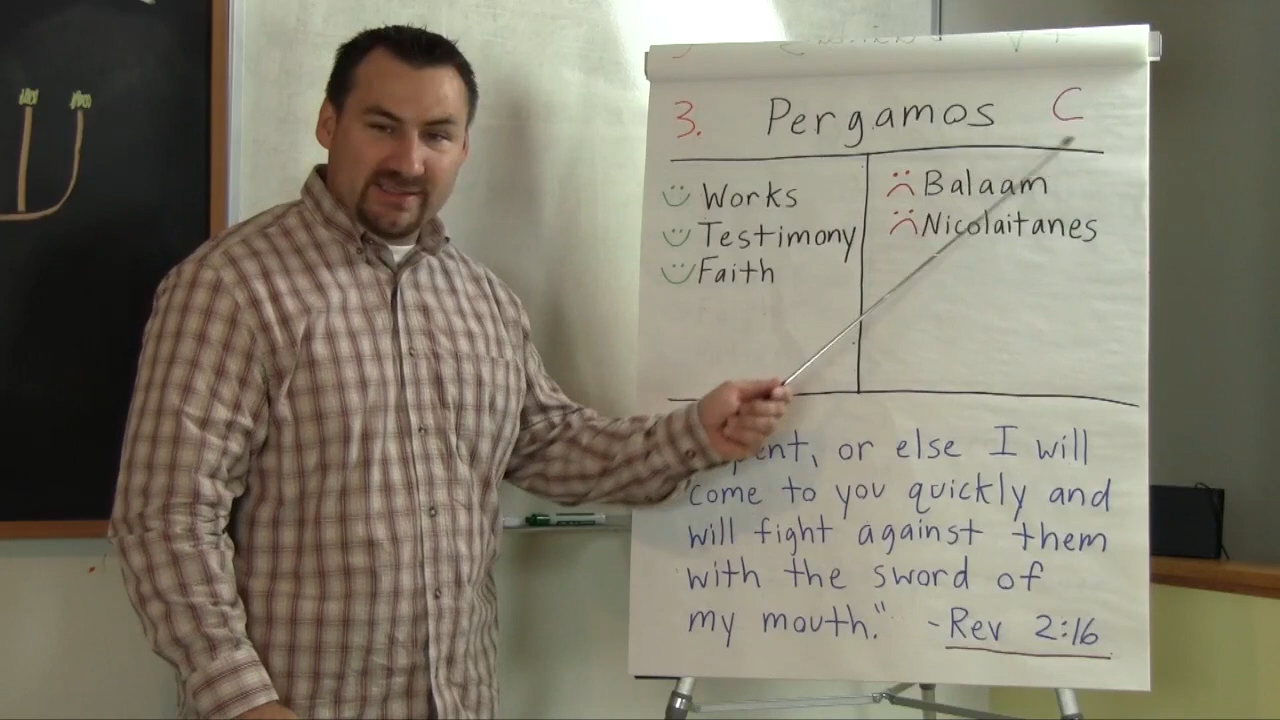 3. Pergamos C
Works
Testimony
Faith
Balaam
Nicolaitanes
or else I will
come to you quickly and
will fight against them
with the sword of
my mouth." -Rev 2:16